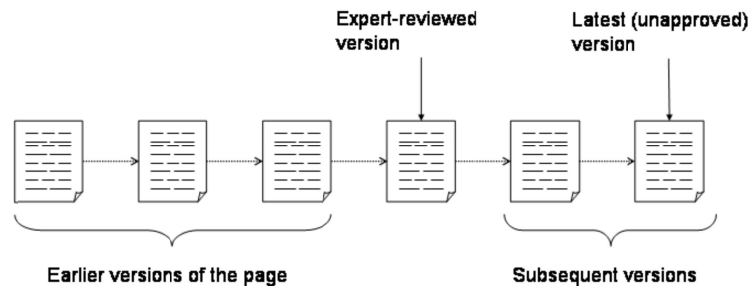 Expert-reviewed
version
Latest (unapproved)
version
Earlier versions of the page
Subsequent versions